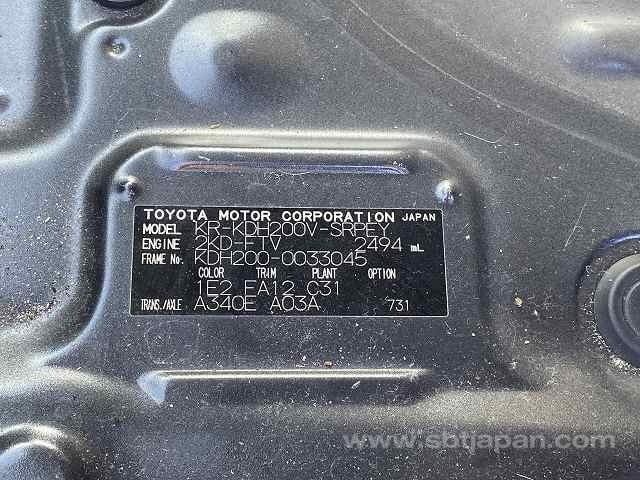 TOYOTA MOTOR CORPORATION JAPAN
MODEL KR-KDH200V-SRPEY
ENGINE 2KD-FTV 2494 mL
FRAME No. KDH200-0033045
COLOR TRIM PLANT OPTION
1E2 FA12 C31
TRANS./AXLE A340E A03A 731
www.sbtjapan.com